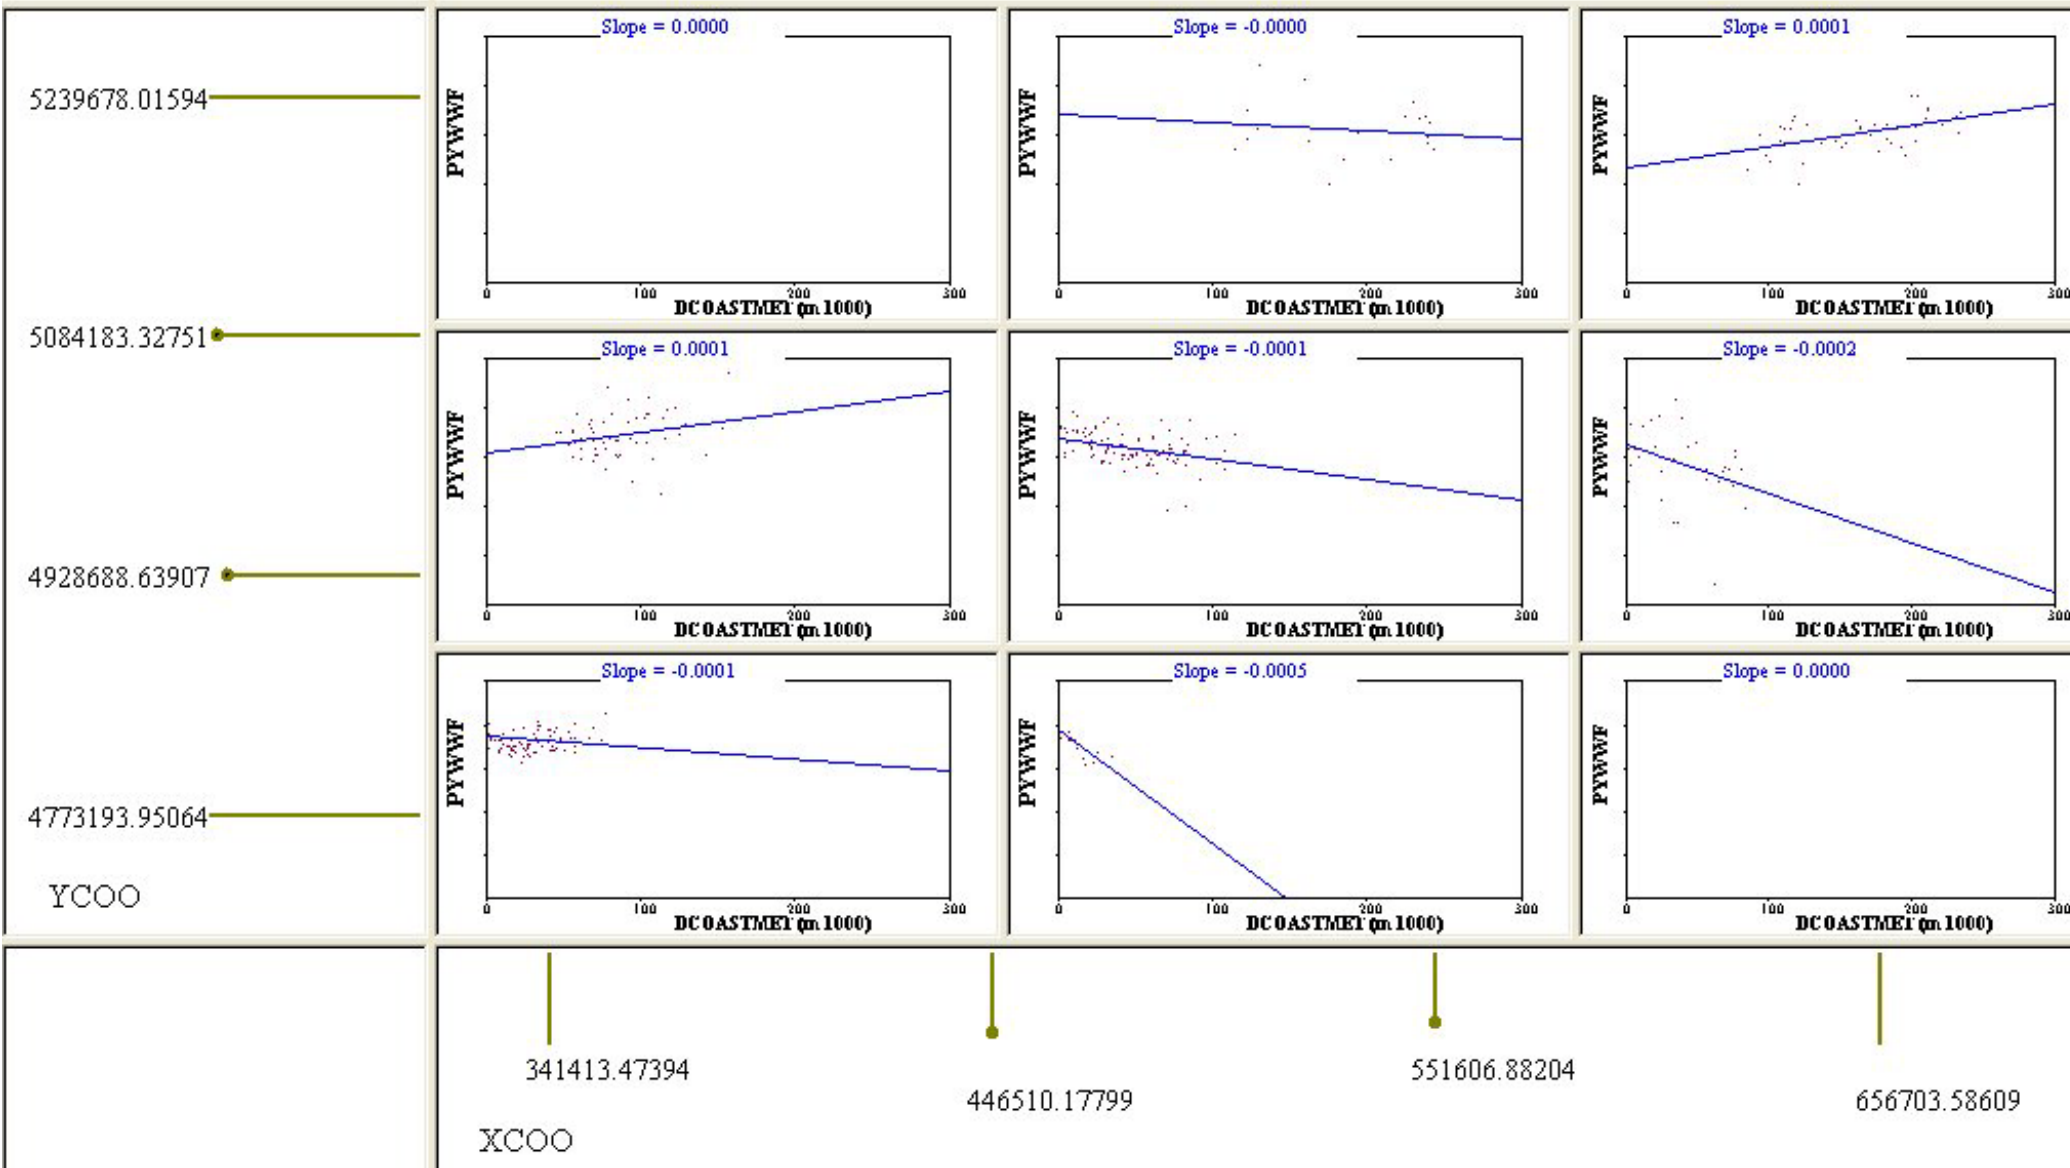 Slope = 0.0000
Slope = -0.0000
Slope = 0.0001
5239678.01594
PYWWF
PYWWF
PYWWF
0 100 200 300
0 100 200 300
0 100 200 300
DCOASTMET (in 1000)
DCOASTMET (in 1000)
DCOASTMET (in 1000)
5084183.32751
Slope = 0.0001
Slope = -0.0001
Slope = -0.0002
PYWWF
PYWWF
PYWWF
4928688.63907
0 100 200 300
0 100 200 300
0 100 200 300
DCOASTMET (in 1000)
DCOASTMET (in 1000)
DCOASTMET (in 1000)
Slope = -0.0001
Slope = -0.0005
Slope = 0.0000
PYWWF
PYWWF
PYWWF
4773193.95064
YCOO
0 100 200 300
0 100 200 300
0 100 200 300
DCOASTMET (in 1000)
DCOASTMET (in 1000)
DCOASTMET (in 1000)
341413.47394
551606.88204
446510.17799
656703.58609
XCOO